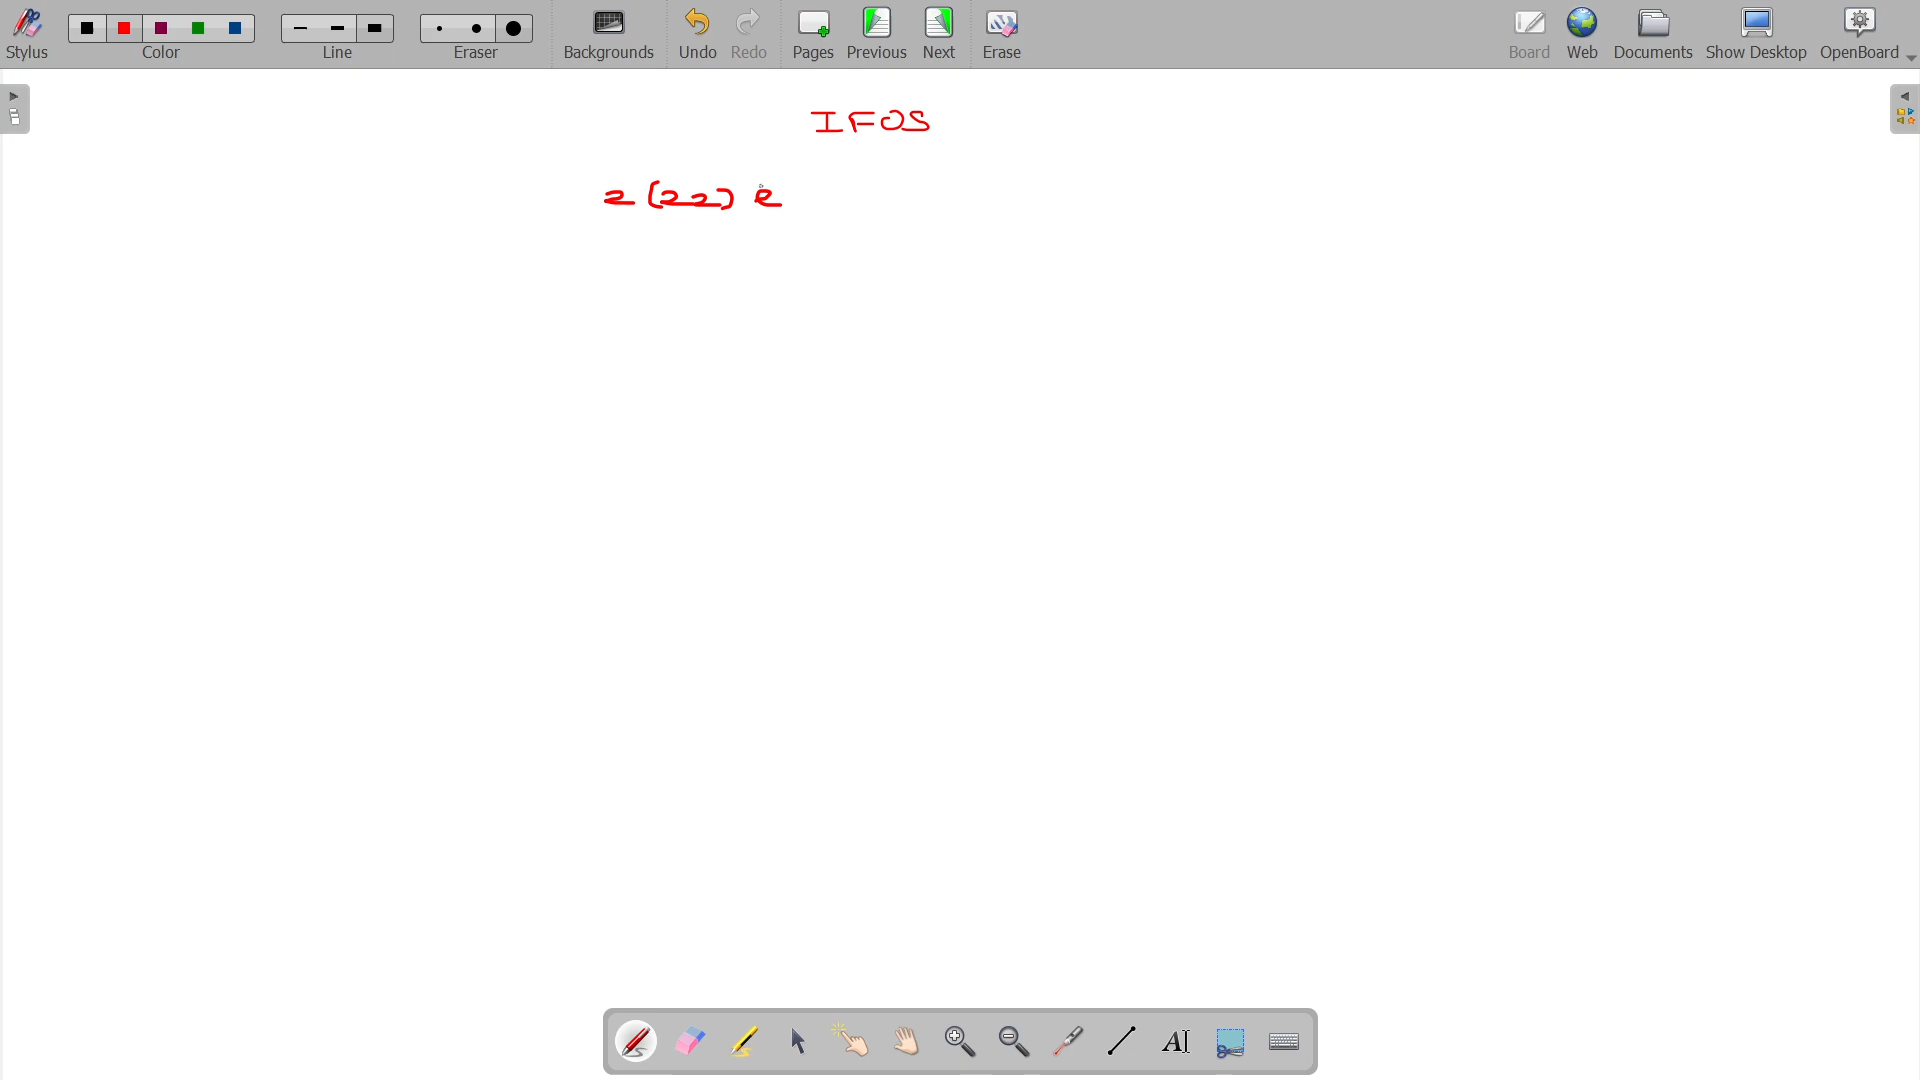 Stylus Color Line Eraser Backgrounds Undo Redo Pages Previous Next Erase Board Web Documents Show Desktop OpenBoard
IFOS
2 (22)
AI